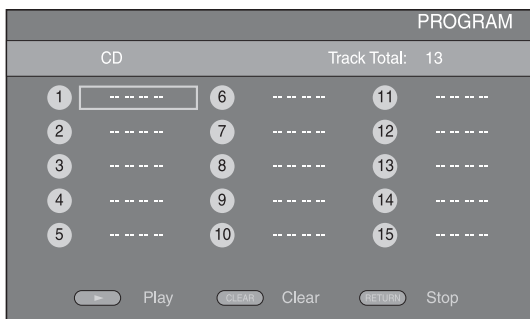 PROGRAM
CD Track Total: 13
1 -- -- -- -- 6 -- -- -- -- 11 -- -- -- --
2 -- -- -- -- 7 -- -- -- -- 12 -- -- -- --
3 -- -- -- -- 8 -- -- -- -- 13 -- -- -- --
4 -- -- -- -- 9 -- -- -- -- 14 -- -- -- --
5 -- -- -- -- 10 -- -- -- -- 15 -- -- -- --
Play CLEAR Clear RETURN Stop